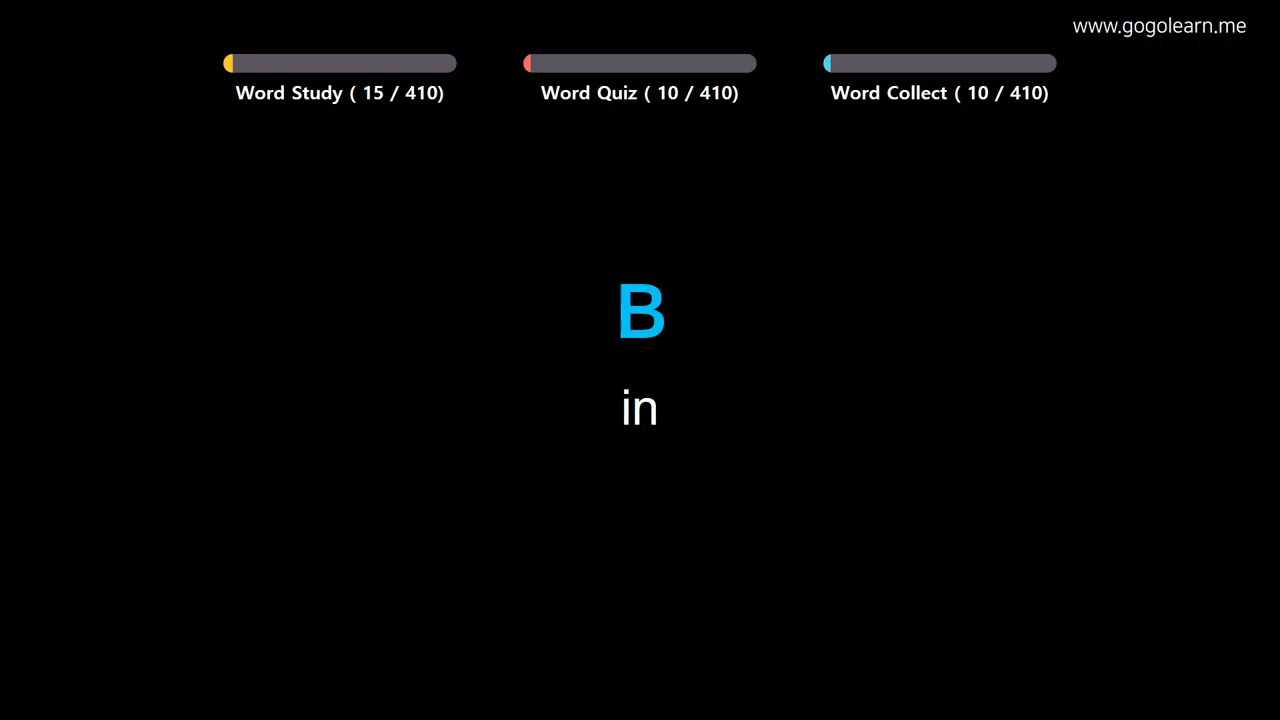 www.gogolearn.me
Word Study ( 15 / 410)
Word Quiz ( 10 / 410)
Word Collect ( 10 / 410)
В
in